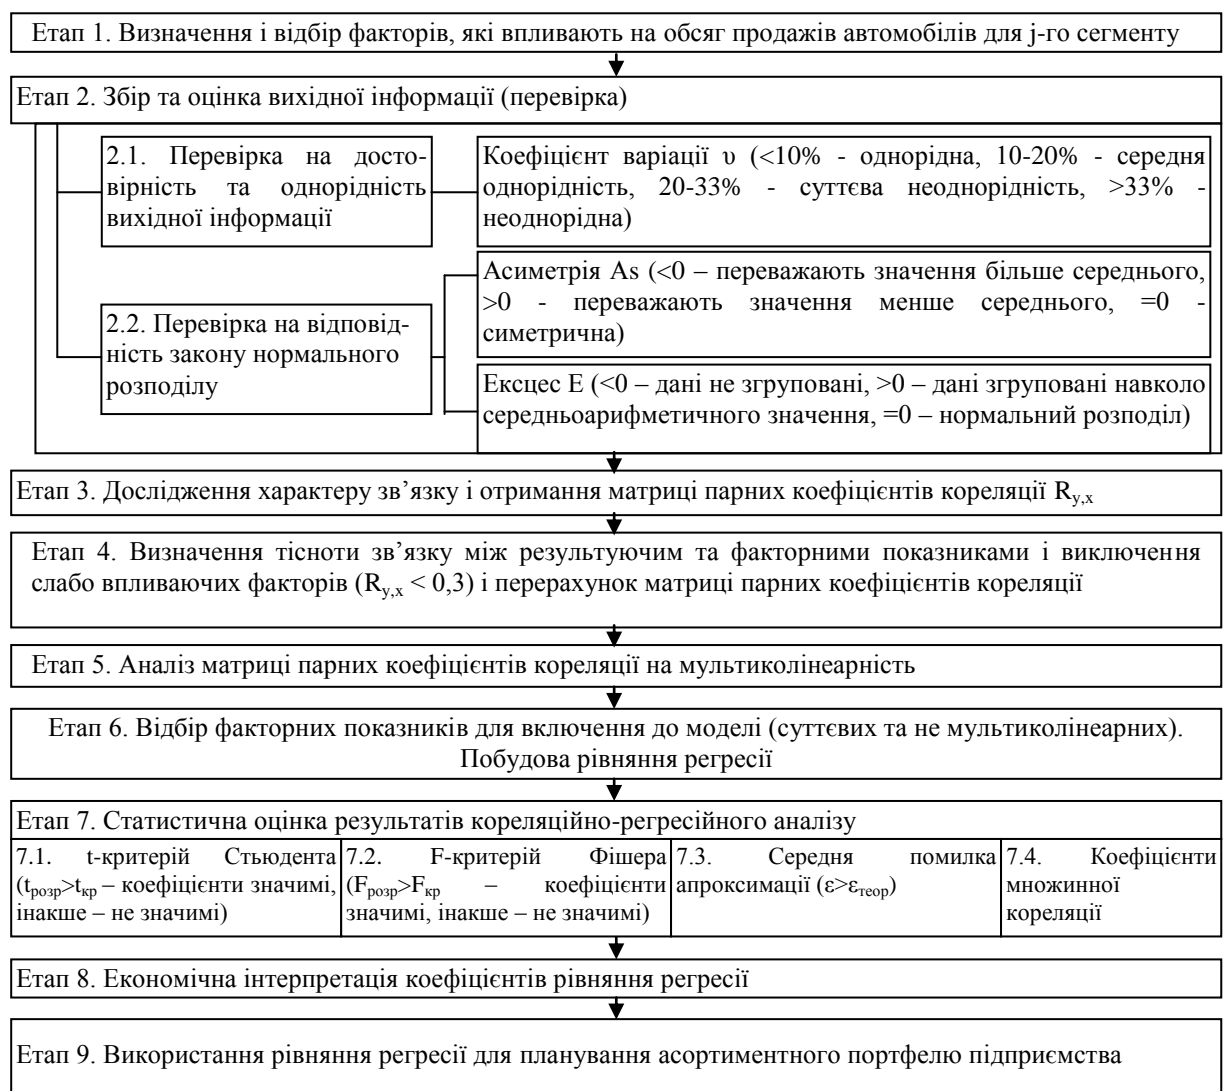 Етап 1. Визначення і відбір факторів, які впливають на обсяг продажів автомобілів для j-го сегменту
Етап 2. Збір та оцінка вихідної інформації (перевірка)
2.1. Перевірка на досто-
вірність та однорідність
вихідної інформації
Коефіцієнт варіації υ (<10% - однорідна, 10-20% - середня
однорідність, 20-33% - суттєва неоднорідність, >33% -
неоднорідна)
2.2. Перевірка на відповід-
ність закону нормального
розподілу
Асиметрія As (<0 – переважають значення більше середнього,
>0 - переважають значення менше середнього, =0 -
симетрична)
Ексцес E (<0 – дані не згруповані, >0 – дані згруповані навколо
середньоарифметичного значення, =0 – нормальний розподіл)
Етап 3. Дослідження характеру зв’язку і отримання матриці парних коефіцієнтів кореляції Rу,х
Етап 4. Визначення тісноти зв’язку між результуючим та факторними показниками і виключення
слабо впливаючих факторів (Rу,х < 0,3) і перерахунок матриці парних коефіцієнтів кореляції
Етап 5. Аналіз матриці парних коефіцієнтів кореляції на мультиколінеарність
Етап 6. Відбір факторних показників для включення до моделі (суттєвих та не мультиколінеарних).
Побудова рівняння регресії
Етап 7. Статистична оцінка результатів кореляційно-регресійного аналізу
7.1. t-критерій Стьюдента
(tрозр>tкр – коефіцієнти значимі,
інакше – не значимі)
7.2. F-критерій Фішера
(Fрозр>Fкр – коефіцієнти
значимі, інакше – не значимі)
7.3. Середня помилка
апроксимації (ε>εтеор)
7.4. Коефіцієнти
множинної
кореляції
Етап 8. Економічна інтерпретація коефіцієнтів рівняння регресії
Етап 9. Використання рівняння регресії для планування асортиментного портфелю підприємства